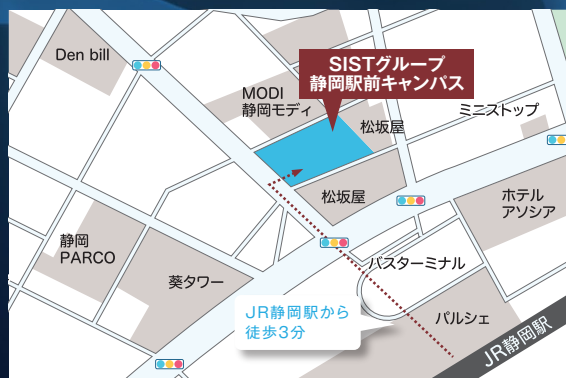 Den bill
SISTグループ
静岡駅前キャンパス
MODI
静岡モディ
松坂屋
ミニストップ
松坂屋
ホテル
アソシア
静岡
PARCO
葵タワー
バスターミナル
JR静岡駅から
徒歩3分
パルシェ
JR静岡駅